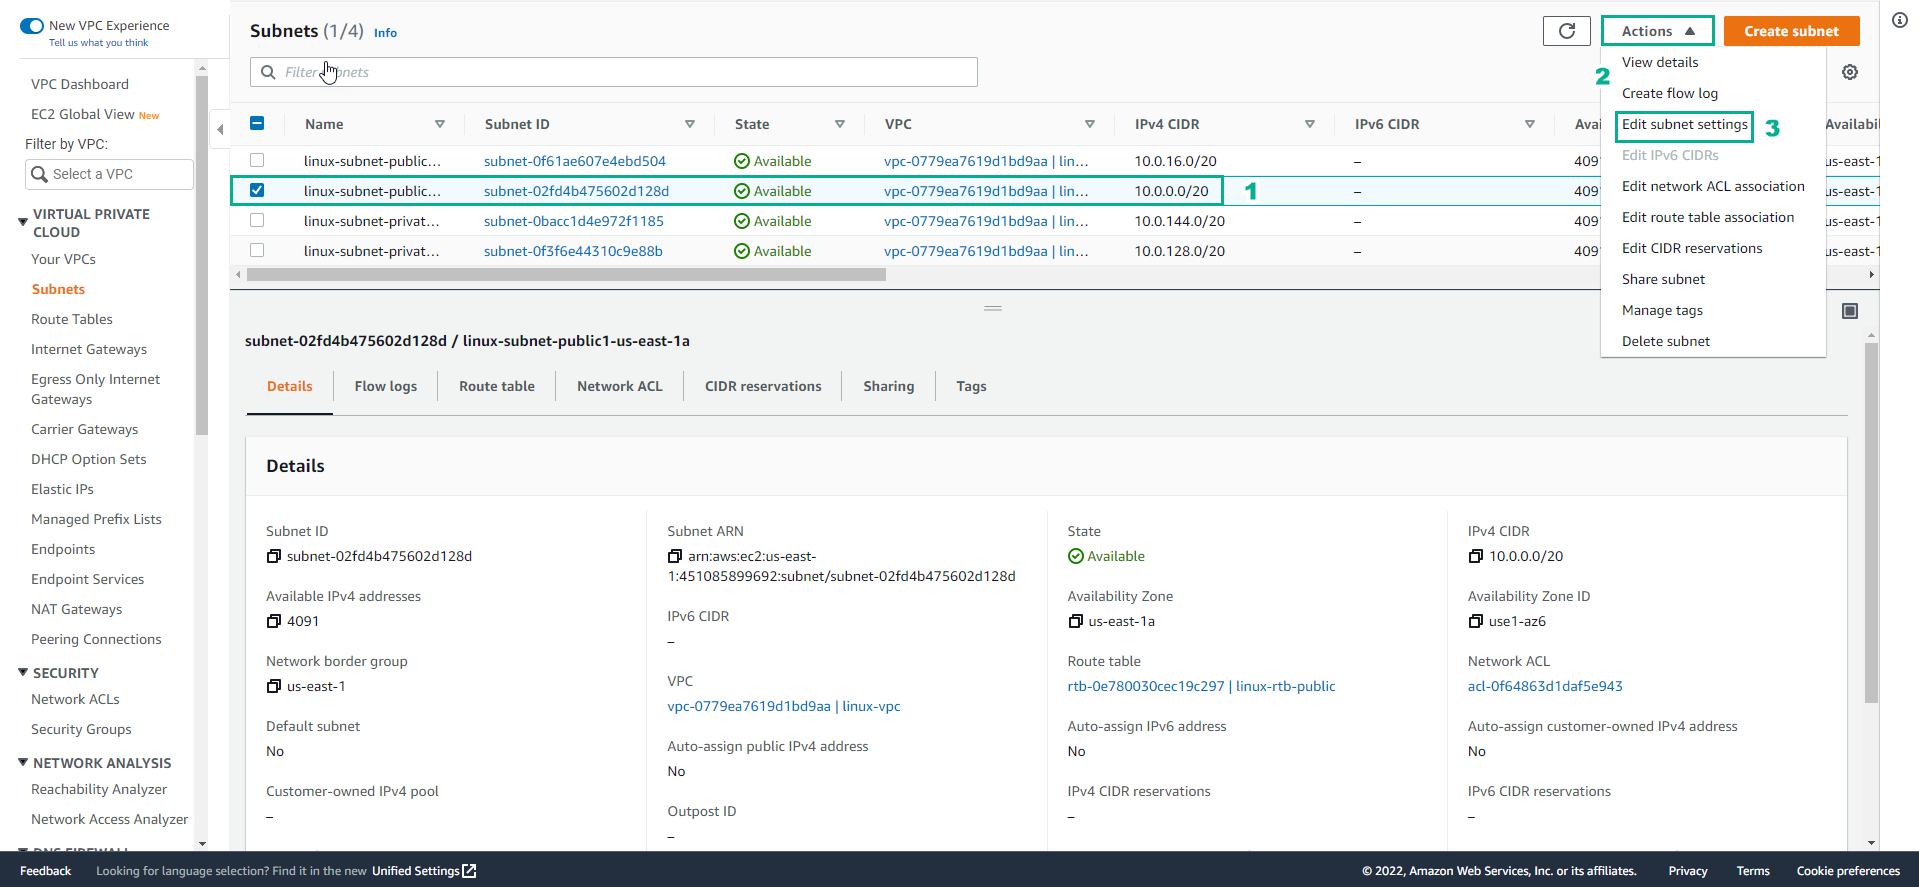 New VPC Experience
Tell us what you think
VPC Dashboard
EC2 Global View New
Filter by VPC:
Select a VPC
VIRTUAL PRIVATE
CLOUD
Your VPCs
Subnets
Route Tables
Internet Gateways
Egress Only Internet
Gateways
Carrier Gateways
DHCP Option Sets
Elastic IPs
Managed Prefix Lists
Endpoints
Endpoint Services
NAT Gateways
Peering Connections
SECURITY
Network ACLs
Security Groups
NETWORK ANALYSIS
Reachability Analyzer
Network Access Analyzer
DNS FIREWALL
Subnets (1/4) Info
Actions
Create subnet
Filter subnets
Name Subnet ID State VPC IPv4 CIDR IPv6 CIDR
linux-subnet-public... subnet-0f61ae607e4ebd504 Available vpc-0779ea7619d1bd9aa | lin... 10.0.16.0/20 – 409 us-east-1
linux-subnet-public... subnet-02fd4b475602d128d Available vpc-0779ea7619d1bd9aa | lin... 10.0.0.0/20 1 – 409 us-east-1
linux-subnet-privat... subnet-0bacc1d4e972f1185 Available vpc-0779ea7619d1bd9aa | lin... 10.0.144.0/20 – 409 us-east-1
linux-subnet-privat... subnet-0f3f6e44310c9e88b Available vpc-0779ea7619d1bd9aa | lin... 10.0.128.0/20 – 409 us-east-1
2
View details
Create flow log
Edit subnet settings 3
Edit IPv6 CIDRs
Edit network ACL association
Edit route table association
Edit CIDR reservations
Share subnet
Manage tags
Delete subnet
subnet-02fd4b475602d128d / linux-subnet-public1-us-east-1a
Details Flow logs Route table Network ACL CIDR reservations Sharing Tags
Details
Subnet ID
subnet-02fd4b475602d128d
Available IPv4 addresses
4091
Network border group
us-east-1
Default subnet
No
Customer-owned IPv4 pool
–
Subnet ARN
arn:aws:ec2:us-east-
1:451085899692:subnet/subnet-02fd4b475602d128d
IPv6 CIDR
–
VPC
vpc-0779ea7619d1bd9aa | linux-vpc
Auto-assign public IPv4 address
No
Outpost ID
–
State
Available
Availability Zone
us-east-1a
Route table
rtb-0e780030cec19c297 | linux-rtb-public
Auto-assign IPv6 address
No
IPv4 CIDR reservations
–
IPv4 CIDR
10.0.0.0/20
Availability Zone ID
use1-az6
Network ACL
acl-0f64863d1daf5e943
Auto-assign customer-owned IPv4 address
No
IPv6 CIDR reservations
–
Feedback Looking for language selection? Find it in the new Unified Settings © 2022, Amazon Web Services, Inc. or its affiliates. Privacy Terms Cookie preferences